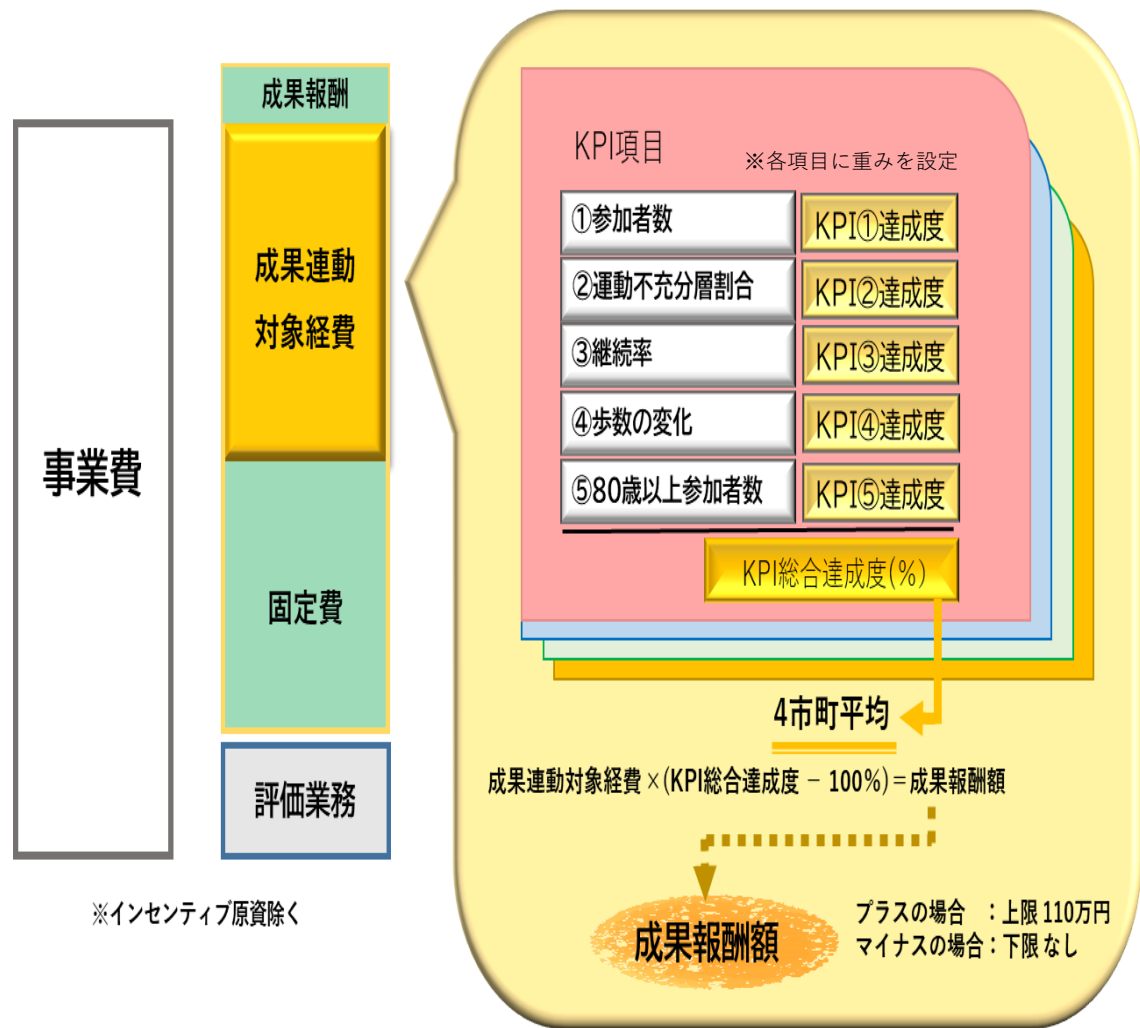 事業費
※インセンティブ原資除く
成果報酬
成果連動
対象経費
固定費
評価業務
KPI項目
※各項目に重みを設定
①参加者数
KPI①達成度
②運動不充分層割合
KPI②達成度
③継続率
KPI③達成度
④歩数の変化
KPI④達成度
⑤80歳以上参加者数
KPI⑤達成度
KPI総合達成度(%)
4市町平均
成果連動対象経費×(KPI総合達成度 − 100%)=成果報酬額
成果報酬額
プラスの場合 :上限 110万円
マイナスの場合:下限 なし